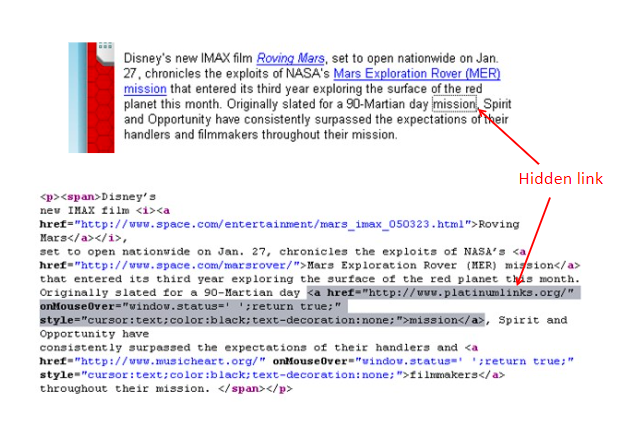 Disney's new IMAX film Roving Mars, set to open nationwide on Jan.
27, chronicles the exploits of NASA's Mars Exploration Rover (MER)
mission that entered its third year exploring the surface of the red
planet this month. Originally slated for a 90-Martian day mission, Spirit
and Opportunity have consistently surpassed the expectations of their
handlers and filmmakers throughout their mission.
Hidden link
<p><span>Disney's
new IMAX film <i><a
href="http://www.space.com/entertainment/mars_imax_050323.html">Roving
Mars</a></i>,
set to open nationwide on Jan. 27, chronicles the exploits of NASA's <a
href="http://www.space.com/marsrover/">Mars Exploration Rover (MER) mission</a>
that entered its third year exploring the surface of the red planet this month.
Originally slated for a 90-Martian day <a href="http://www.platinumlinks.org/"
onMouseOver="window.status=' ';return true;"
style="cursor:text;color:black;text-decoration:none;">mission</a>, Spirit and
Opportunity have
consistently surpassed the expectations of their handlers and <a
href="http://www.musicheart.org/" onMouseOver="window.status=' ';return true;"
style="cursor:text;color:black;text-decoration:none;">filmmakers</a>
throughout their mission. </span></p>